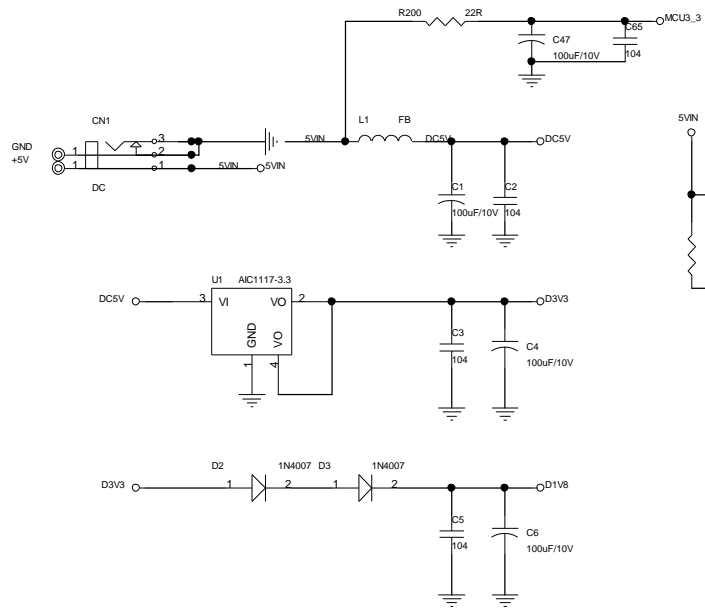 R200 22R
MCU3_3
C47
C65
100uF/10V
104
CN1
GND
+5V
1
1
3
2
1
DC
5VIN
5VIN
5VIN
L1 FB
DC5V
DC5V
5VIN
C1
100uF/10V
C2
104
U1 AIC1117-3.3
DC5V
3
VI VO
2
GND
VO
1
4
D3V3
C3
104
C4
100uF/10V
D3V3
D2 1N4007
1 2
D3 1N4007
1 2
D1V8
C5
104
C6
100uF/10V